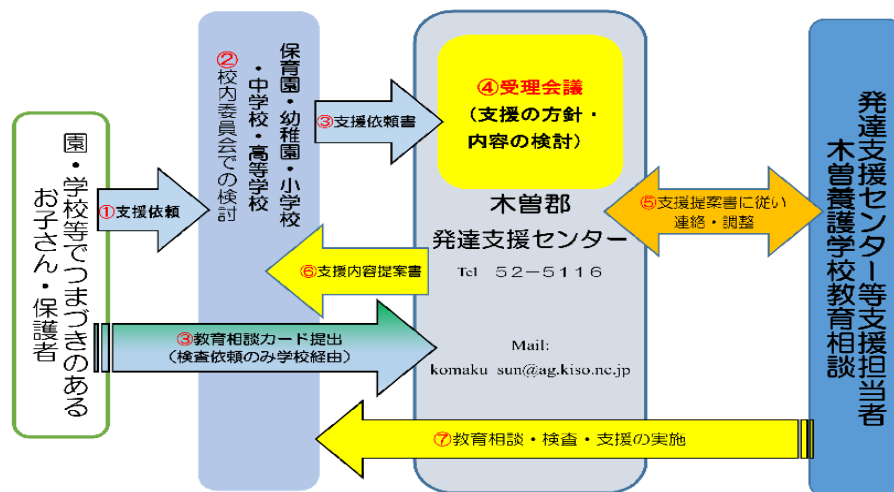 園・学校等でつまづきのある
お子さん・保護者
①支援依頼
保育園・幼稚園・小学校
・中学校・高等学校
②校内委員会での検討
③支援依頼書
④受理会議
(支援の方針・
内容の検討)
木曽郡
発達支援センター
Tel 52-5116
Mail:
komaku_sun@ag.kiso.ne.jp
⑤支援提案書に従い
連絡・調整
⑥支援内容提案書
③教育相談カード提出
(検査依頼のみ学校経由)
⑦教育相談・検査・支援の実施
発達支援センター等支援担当者
木曽養護学校教育相談